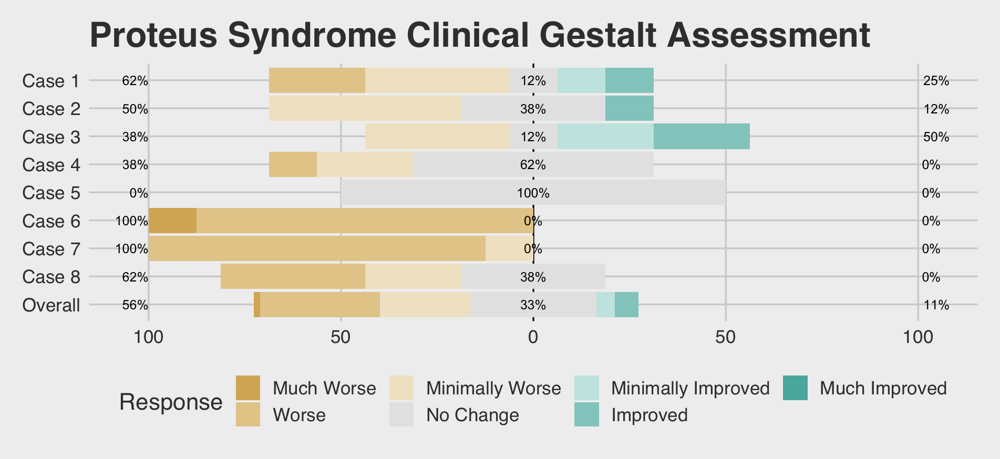 Proteus Syndrome Clinical Gestalt Assessment
Case 1 62% 12% 25%
Case 2 50% 38% 12%
Case 3 38% 12% 50%
Case 4 38% 62% 0%
Case 5 0% 100% 0%
Case 6 100% 0% 0%
Case 7 100% 0% 0%
Case 8 62% 38% 0%
Overall 56% 33% 11%
100 50 0 50 100
Response
Much Worse Minimally Worse Minimally Improved Much Improved
Worse No Change Improved